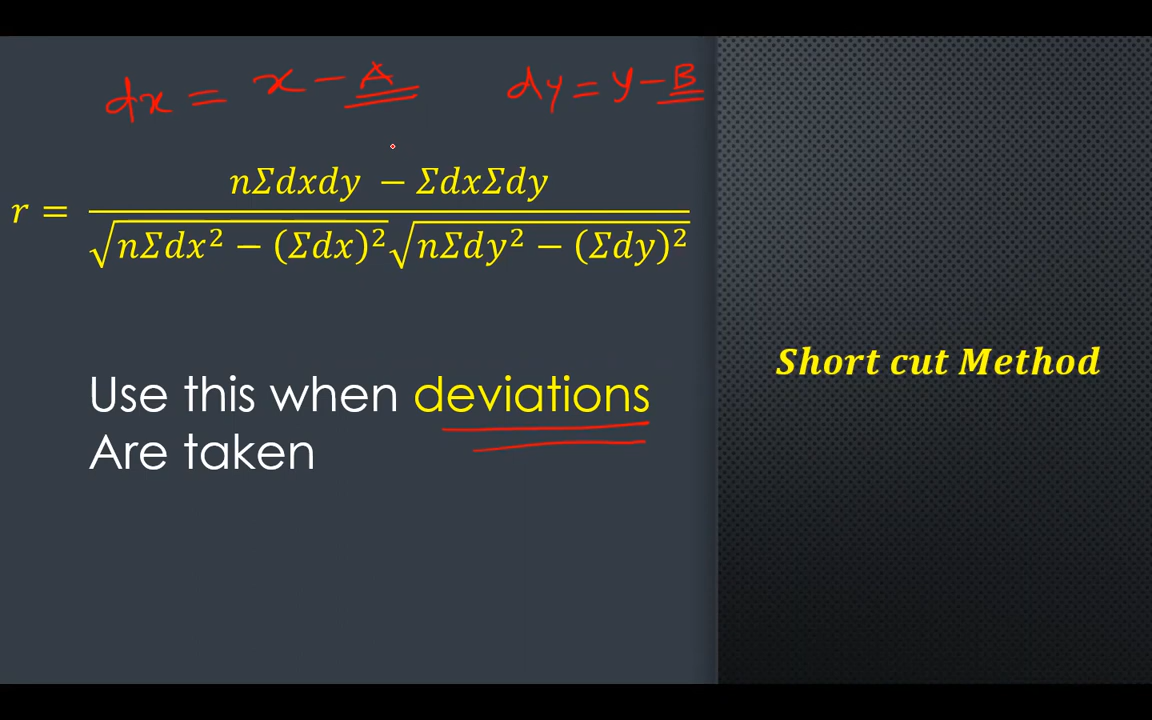 dx = x - A dy = y - B
nΣdxdy - ΣdxΣdy
r =
√nΣdx² - (Σdx)² √nΣdy² - (Σdy)²
Short cut Method
Use this when deviations
Are taken